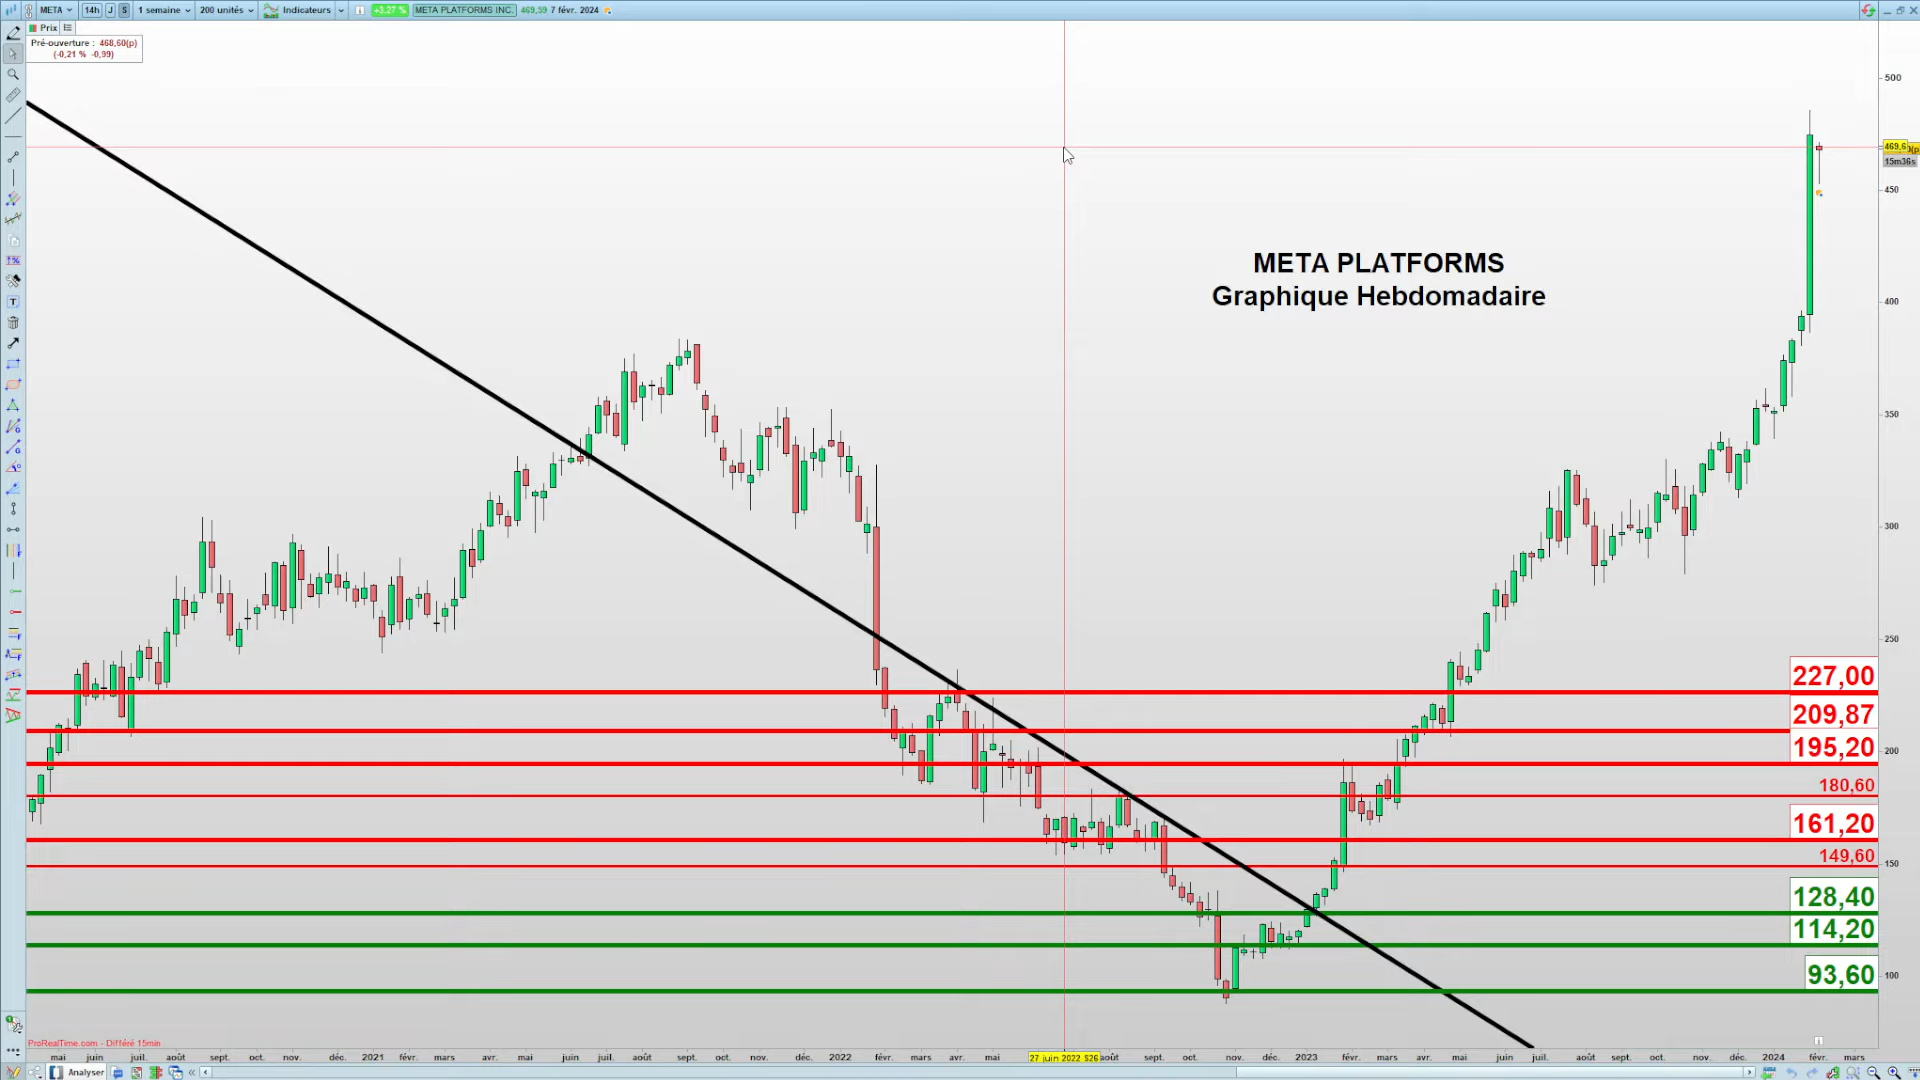 META 14h J S 1 semaine 200 unités Indicateurs +3,27 % META PLATFORMS INC. 469,59 7 févr. 2024
Prix
Pré-ouverture : 468,60(p)
(-0,21 % -0,99)
500
469,6
15m36s
450
META PLATFORMS
Graphique Hebdomadaire
400
350
300
250
227,00
209,87
200
195,20
180,60
161,20
150
149,60
128,40
114,20
100
93,60
ProRealTime.com - Différé 15min
mai juin juil. août sept. oct. nov. déc. 2021 févr. mars avr. mai juin juil. août sept. oct. nov. déc. 2022 févr. mars avr. mai 27 juin 2022 S26 août sept. oct. nov. déc. 2023 févr. mars avr. mai juin juil. août sept. oct. nov. déc. 2024 févr. mars
Analyser